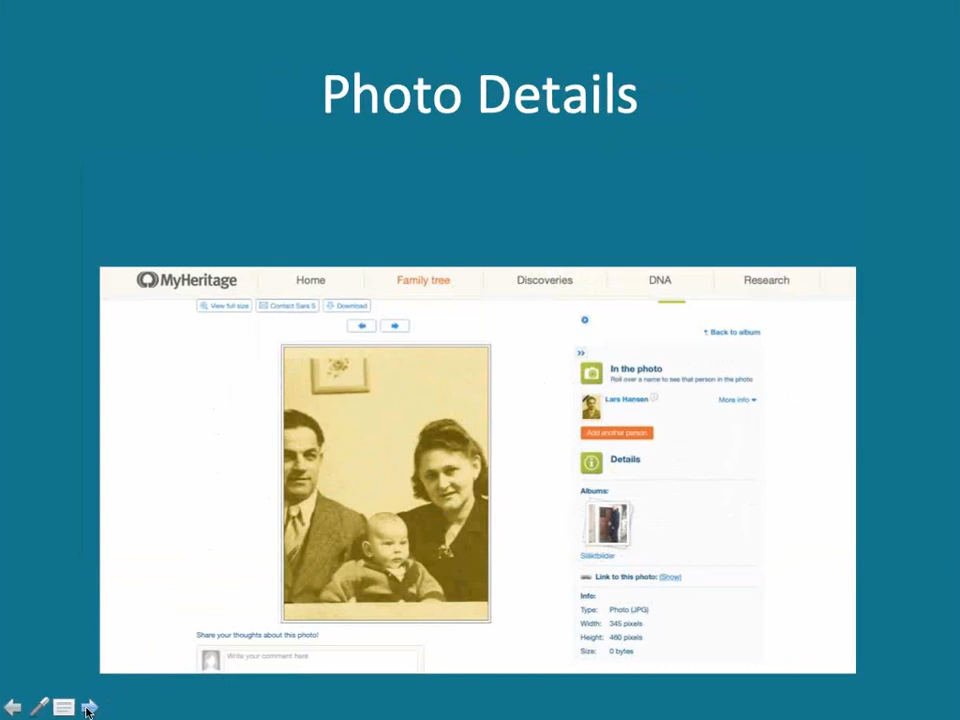 Photo Details
MyHeritage Home Family tree Discoveries DNA Research
View full size Contact Sara S Download
Back to album
In the photo
Roll over a name to see that person in the photo
Lars Hansen More info
Add another person
Details
Albums:
Släktbilder
Link to this photo: (Show)
Info:
Type: Photo (JPG)
Width: 345 pixels
Height: 460 pixels
Size: 0 bytes
Share your thoughts about this photo!
Write your comment here